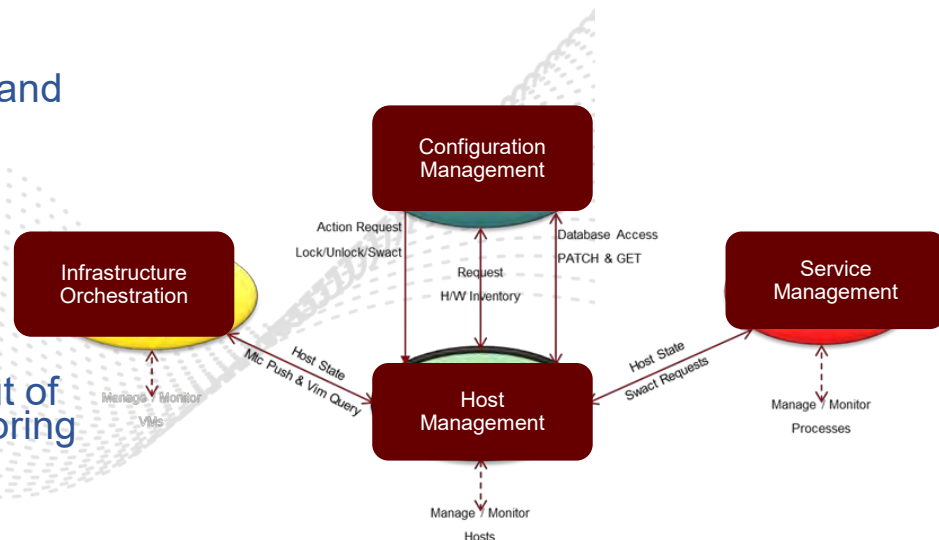 and
Configuration
Management
Action Request
Lock/Unlock/Swact
Request
H/W Inventory
Database Access
PATCH & GET
Infrastructure
Orchestration
Service
Management
Host State
Mtc Push & Vim Query
Host State
Swact Requests
Host
Management
Manage / Monitor
VMs
Manage / Monitor
Processes
Manage / Monitor
Hosts
of
oring